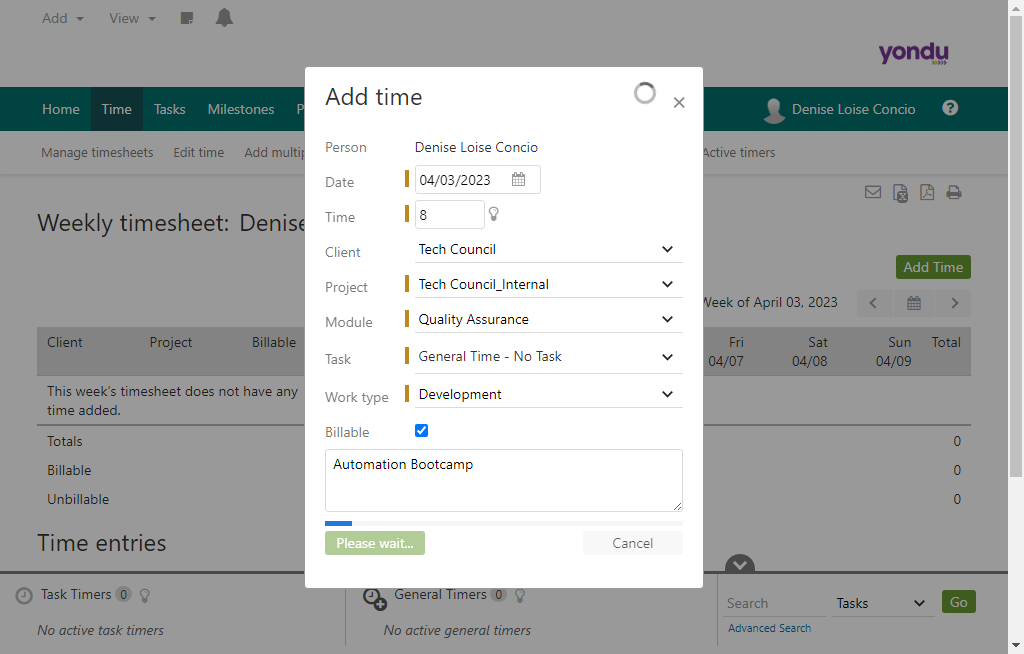 Add View
yondu
Home Time Tasks Milestones P
Denise Loise Concio ?
Manage timesheets Edit time Add multip
Active timers
Weekly timesheet: Denise
Add Time
Week of April 03, 2023
Client Project Billable
Fri Sat Sun Total
04/07 04/08 04/09
This week's timesheet does not have any
time added.
Totals 0
Billable 0
Unbillable 0
Time entries
Add time
Person Denise Loise Concio
Date 04/03/2023
Time 8
Client Tech Council
Project Tech Council_Internal
Module Quality Assurance
Task General Time - No Task
Work type Development
Billable
Automation Bootcamp
Please wait... Cancel
Task Timers 0
No active task timers
General Timers 0
No active general timers
Search Tasks Go
Advanced Search